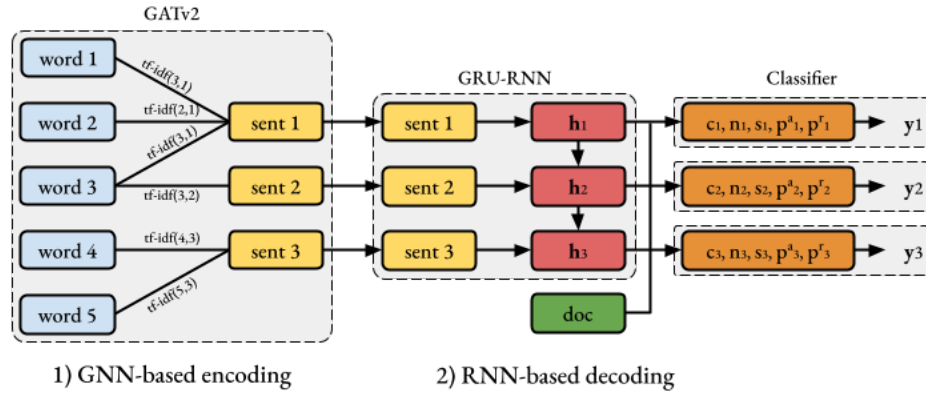 GATv2
word 1
word 2
word 3
word 4
word 5
tf-idf(3,1)
tf-idf(2,1)
tf-idf(3,1)
tf-idf(3,2)
tf-idf(4,3)
tf-idf(5,3)
sent 1
sent 2
sent 3
1) GNN-based encoding
GRU-RNN
sent 1
sent 2
sent 3
h₁
h₂
h₃
doc
2) RNN-based decoding
Classifier
c₁, n₁, s₁, pᵃ₁, pʳ₁
y1
c₂, n₂, s₂, pᵃ₂, pʳ₂
y2
c₃, n₃, s₃, pᵃ₃, pʳ₃
y3